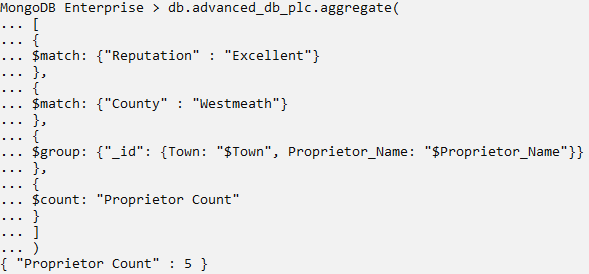 MongoDB Enterprise > db.advanced_db_plc.aggregate(
... [
... {
... $match: {"Reputation" : "Excellent"}
... },
... {
... $match: {"County" : "Westmeath"}
... },
... {
... $group: {"_id": {Town: "$Town", Proprietor_Name: "$Proprietor_Name"}}
... },
... {
... $count: "Proprietor Count"
... }
... ]
... )
{ "Proprietor Count" : 5 }